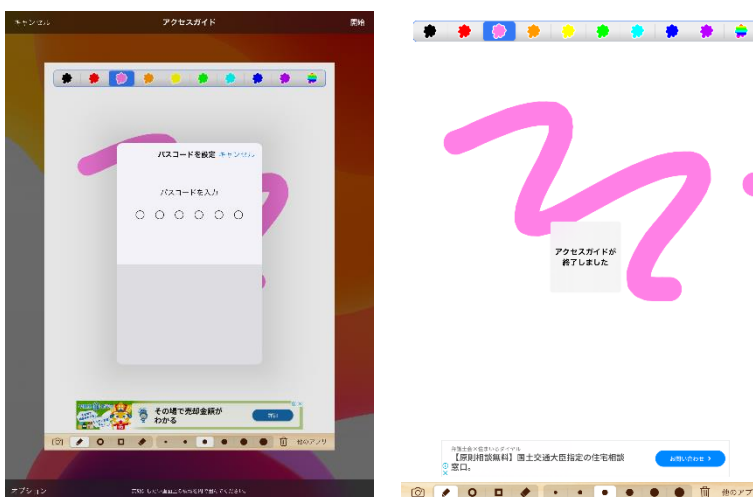 キャンセル
アクセスガイド
開始
パスコードを設定
キャンセル
パスコードを入力
その場で売却金額が
わかる
他のアプリ
オプション
アクセスガイドが
終了しました
【原則相談無料】国土交通大臣指定の住宅相談
窓口。
お問い合わせ
他のアプ